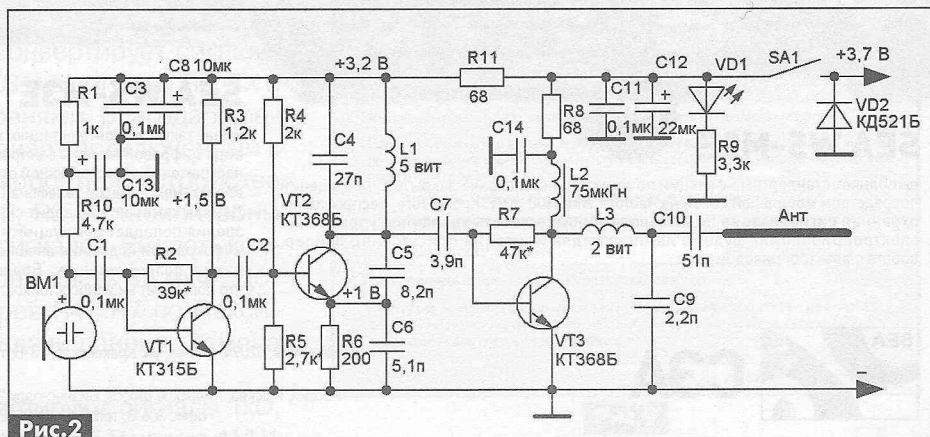 +3,7 В
SA1
VD1
C12
+3,2 В
R11
C8 10мк
VD2
КД521Б
R1
C3
R3
1,2к
R4
2к
C4
68
R8
68
C11
22мк
0,1мк
1к
0,1мк
L1
5 вит
C14
R9
3,3к
27п
L2
75мкГн
0,1мк
C13
10мк
+1,5 В
VT2
КТ368Б
R10
4,7к
C7
R7
L3
C10
Ант
C1
R2
C2
3,9п
47к*
2 вит
51п
C5
8,2п
BM1
+
0,1мк
39к*
0,1мк
+1 В
C9
2,2п
VT1
КТ315Б
R5
2,7к*
R6
200
C6
5,1п
VT3
КТ368Б
–
Рис.2